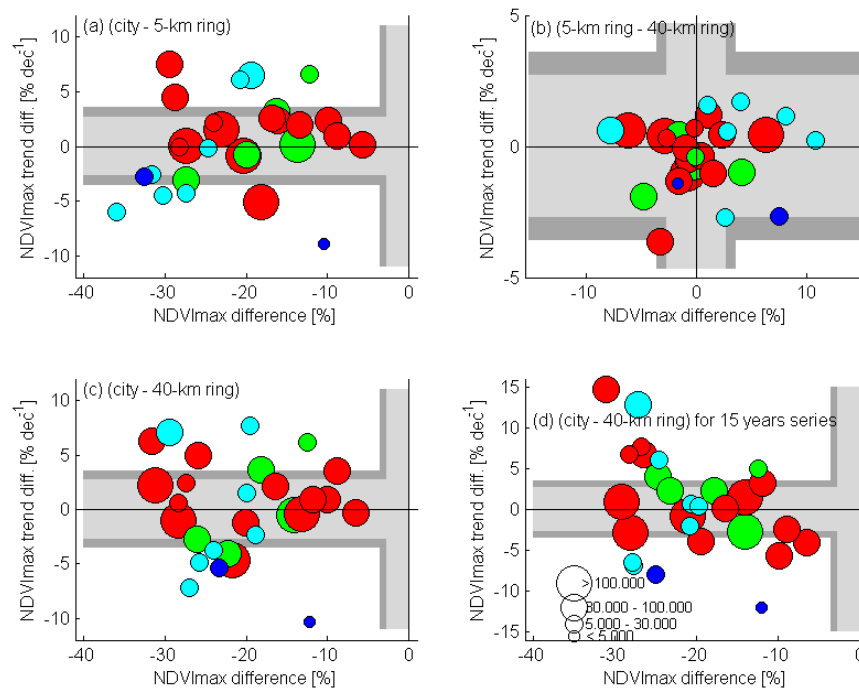 (a) (city - 5-km ring)
10
5
0
-5
-10
-40
-30
-20
-10
0
NDVImax trend diff. [% dec-1]
NDVImax difference [%]
(b) (5-km ring - 40-km ring)
5
0
-5
-10
0
10
NDVImax trend diff. [% dec-1]
NDVImax difference [%]
(c) (city - 40-km ring)
10
5
0
-5
-10
-40
-30
-20
-10
0
NDVImax trend diff. [% dec-1]
NDVImax difference [%]
(d) (city - 40-km ring) for 15 years series
15
10
5
0
-5
-10
-15
> 100.000
30.000 - 100.000
5.000 - 30.000
< 5.000
-40
-30
-20
-10
0
NDVImax trend diff. [% dec-1]
NDVImax difference [%]